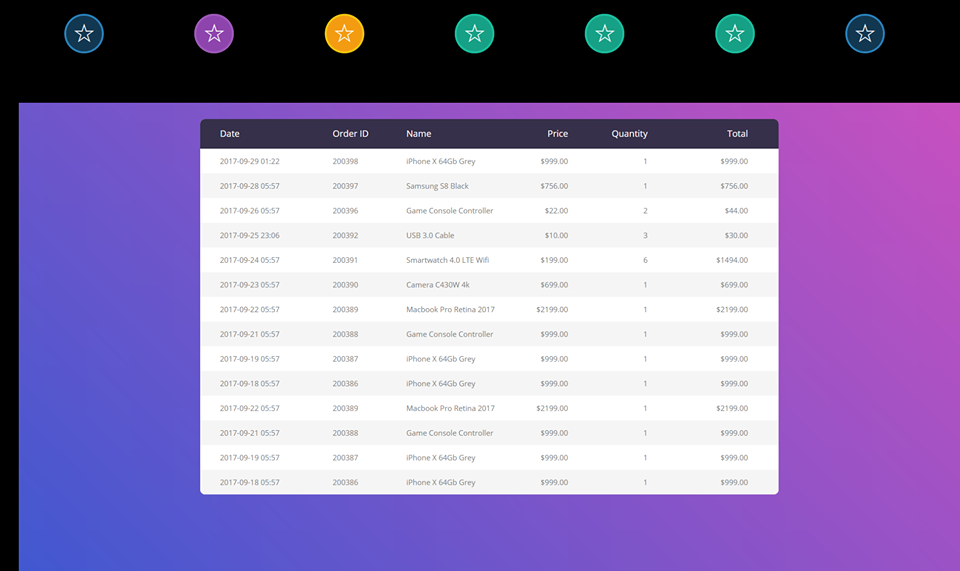 Date Order ID Name Price Quantity Total
2017-09-29 01:22 200398 iPhone X 64Gb Grey $999.00 1 $999.00
2017-09-28 05:57 200397 Samsung S8 Black $756.00 1 $756.00
2017-09-26 05:57 200396 Game Console Controller $22.00 2 $44.00
2017-09-25 23:06 200392 USB 3.0 Cable $10.00 3 $30.00
2017-09-24 05:57 200391 Smartwatch 4.0 LTE Wifi $199.00 6 $1494.00
2017-09-23 05:57 200390 Camera C430W 4k $699.00 1 $699.00
2017-09-22 05:57 200389 Macbook Pro Retina 2017 $2199.00 1 $2199.00
2017-09-21 05:57 200388 Game Console Controller $999.00 1 $999.00
2017-09-19 05:57 200387 iPhone X 64Gb Grey $999.00 1 $999.00
2017-09-18 05:57 200386 iPhone X 64Gb Grey $999.00 1 $999.00
2017-09-22 05:57 200389 Macbook Pro Retina 2017 $2199.00 1 $2199.00
2017-09-21 05:57 200388 Game Console Controller $999.00 1 $999.00
2017-09-19 05:57 200387 iPhone X 64Gb Grey $999.00 1 $999.00
2017-09-18 05:57 200386 iPhone X 64Gb Grey $999.00 1 $999.00